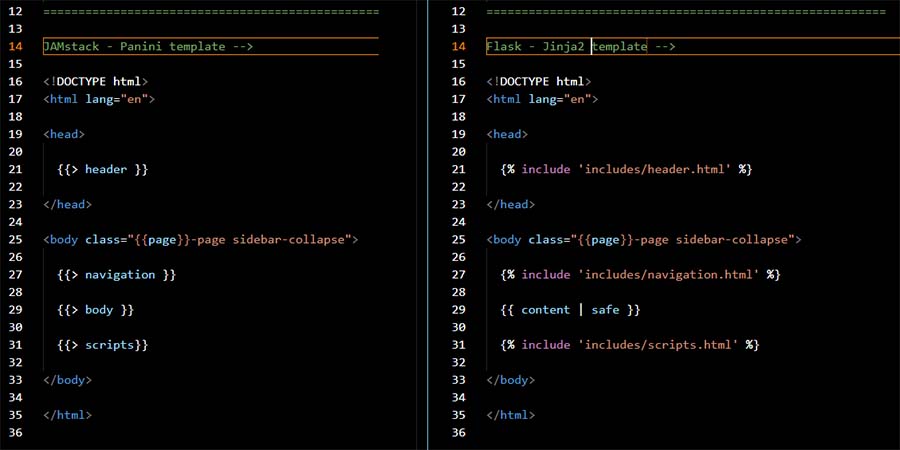 12 ================================================
13
14 JAMstack - Panini template -->
15
16 <!DOCTYPE html>
17 <html lang="en">
18
19 <head>
20
21 {{> header }}
22
23 </head>
24
25 <body class="{{page}}-page sidebar-collapse">
26
27 {{> navigation }}
28
29 {{> body }}
30
31 {{> scripts}}
32
33 </body>
34
35 </html>
36
12 =========================================================
13
14 Flask - Jinja2 template -->
15
16 <!DOCTYPE html>
17 <html lang="en">
18
19 <head>
20
21 {% include 'includes/header.html' %}
22
23 </head>
24
25 <body class="{{page}}-page sidebar-collapse">
26
27 {% include 'includes/navigation.html' %}
28
29 {{ content | safe }}
30
31 {% include 'includes/scripts.html' %}
32
33 </body>
34
35 </html>
36